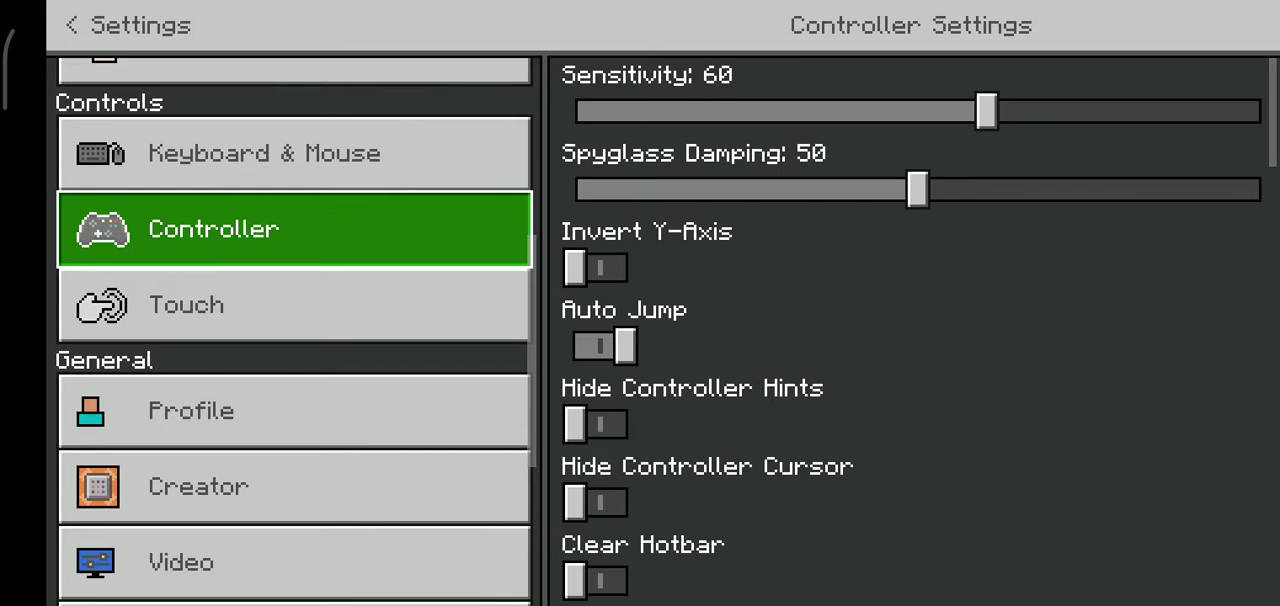 Settings
Controller Settings
Controls
Keyboard & Mouse
Controller
Touch
General
Profile
Creator
Video
Sensitivity: 60
Spyglass Damping: 50
Invert Y-Axis
Auto Jump
Hide Controller Hints
Hide Controller Cursor
Clear Hotbar